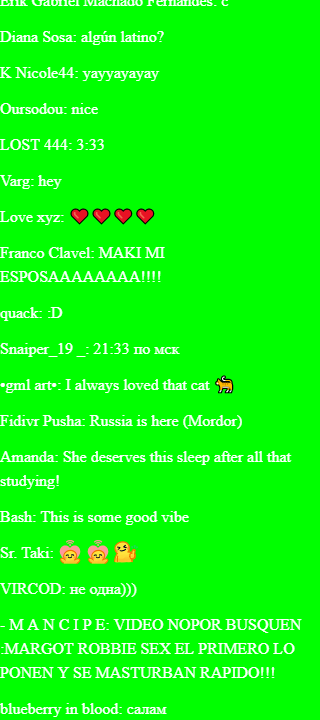 Erik Gabriel Machado Fernandes: c
Diana Sosa: algún latino?
K Nicole44: yayyayayay
Oursodou: nice
LOST 444: 3:33
Varg: hey
Love xyz: ❤️❤️❤️❤️
Franco Clavel: MAKI MI
ESPOSAAAAAAAA!!!!
quack: :D
Snaiper_19 _: 21:33 по мск
•gml art•: I always loved that cat 🐈
Fidivr Pusha: Russia is here (Mordor)
Amanda: She deserves this sleep after all that
studying!
Bash: This is some good vibe
Sr. Taki:
VIRCOD: не одна)))
- M A N C I P E: VIDEO NOPOR BUSQUEN
:MARGOT ROBBIE SEX EL PRIMERO LO
PONEN Y SE MASTURBAN RAPIDO!!!
blueberry in blood: салам